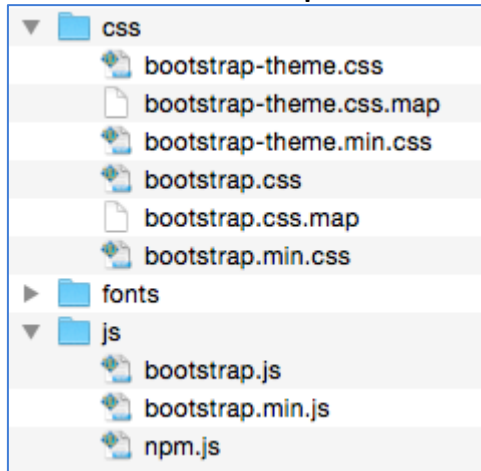 css
bootstrap-theme.css
bootstrap-theme.css.map
bootstrap-theme.min.css
bootstrap.css
bootstrap.css.map
bootstrap.min.css
fonts
js
bootstrap.js
bootstrap.min.js
npm.js